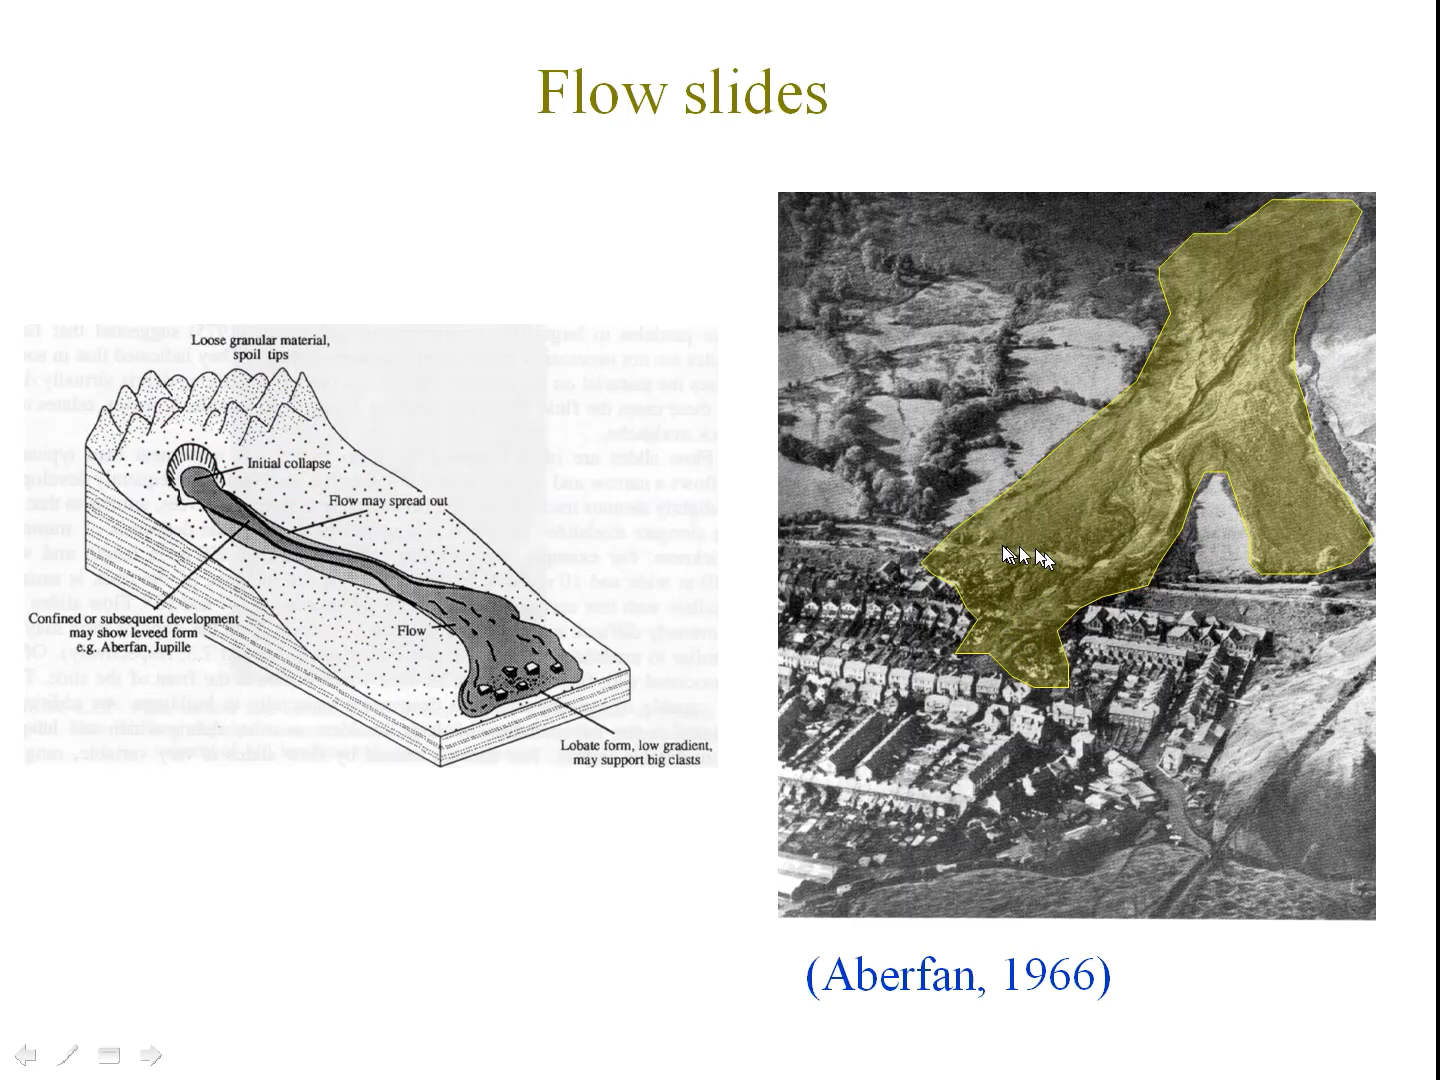 Flow slides
Loose granular material,
spoil tips
Initial collapse
Flow may spread out
Confined or subsequent development
may show leveed form
e.g. Aberfan, Jupille
Flow
Lobate form, low gradient,
may support big clasts
(Aberfan, 1966)